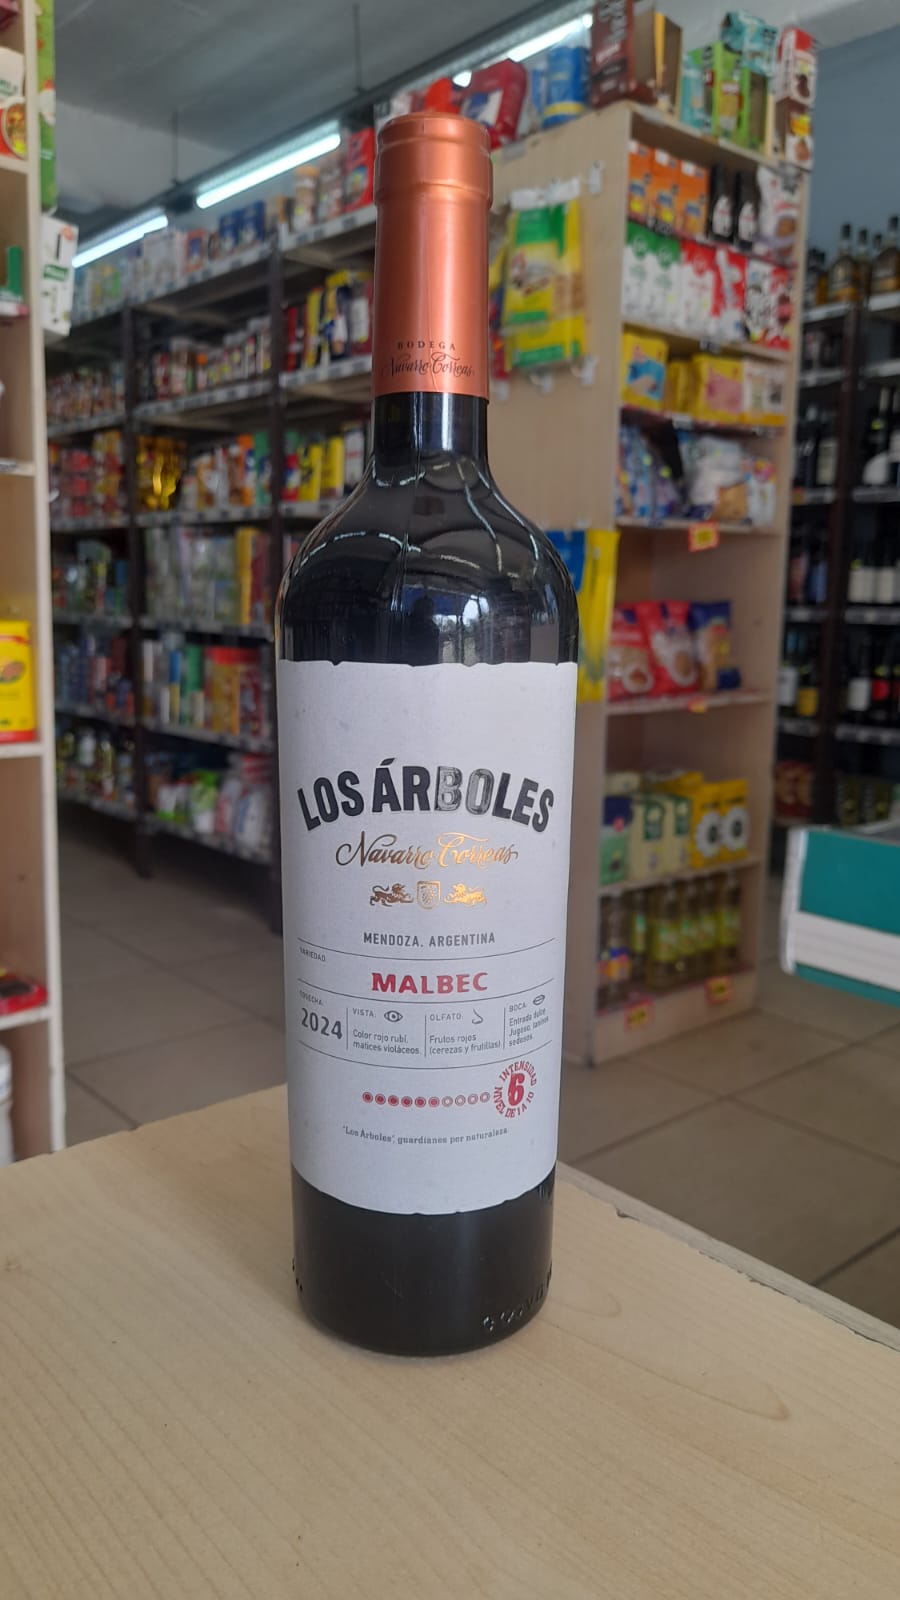 BODEGA
Navarro Correas
LOS ÁRBOLES
Navarro Correas
MENDOZA, ARGENTINA
VARIEDAD
MALBEC
COSECHA:
2024
VISTA:
Color rojo rubí,
matices violáceos.
OLFATO:
Frutos rojos
(cerezas y frutillas)
BOCA:
Entrada dulce.
Jugoso, taninos
sedosos.
INTENSIDAD
6
NIVEL DE 1 A 10
"Los Árboles", guardianes por naturaleza.